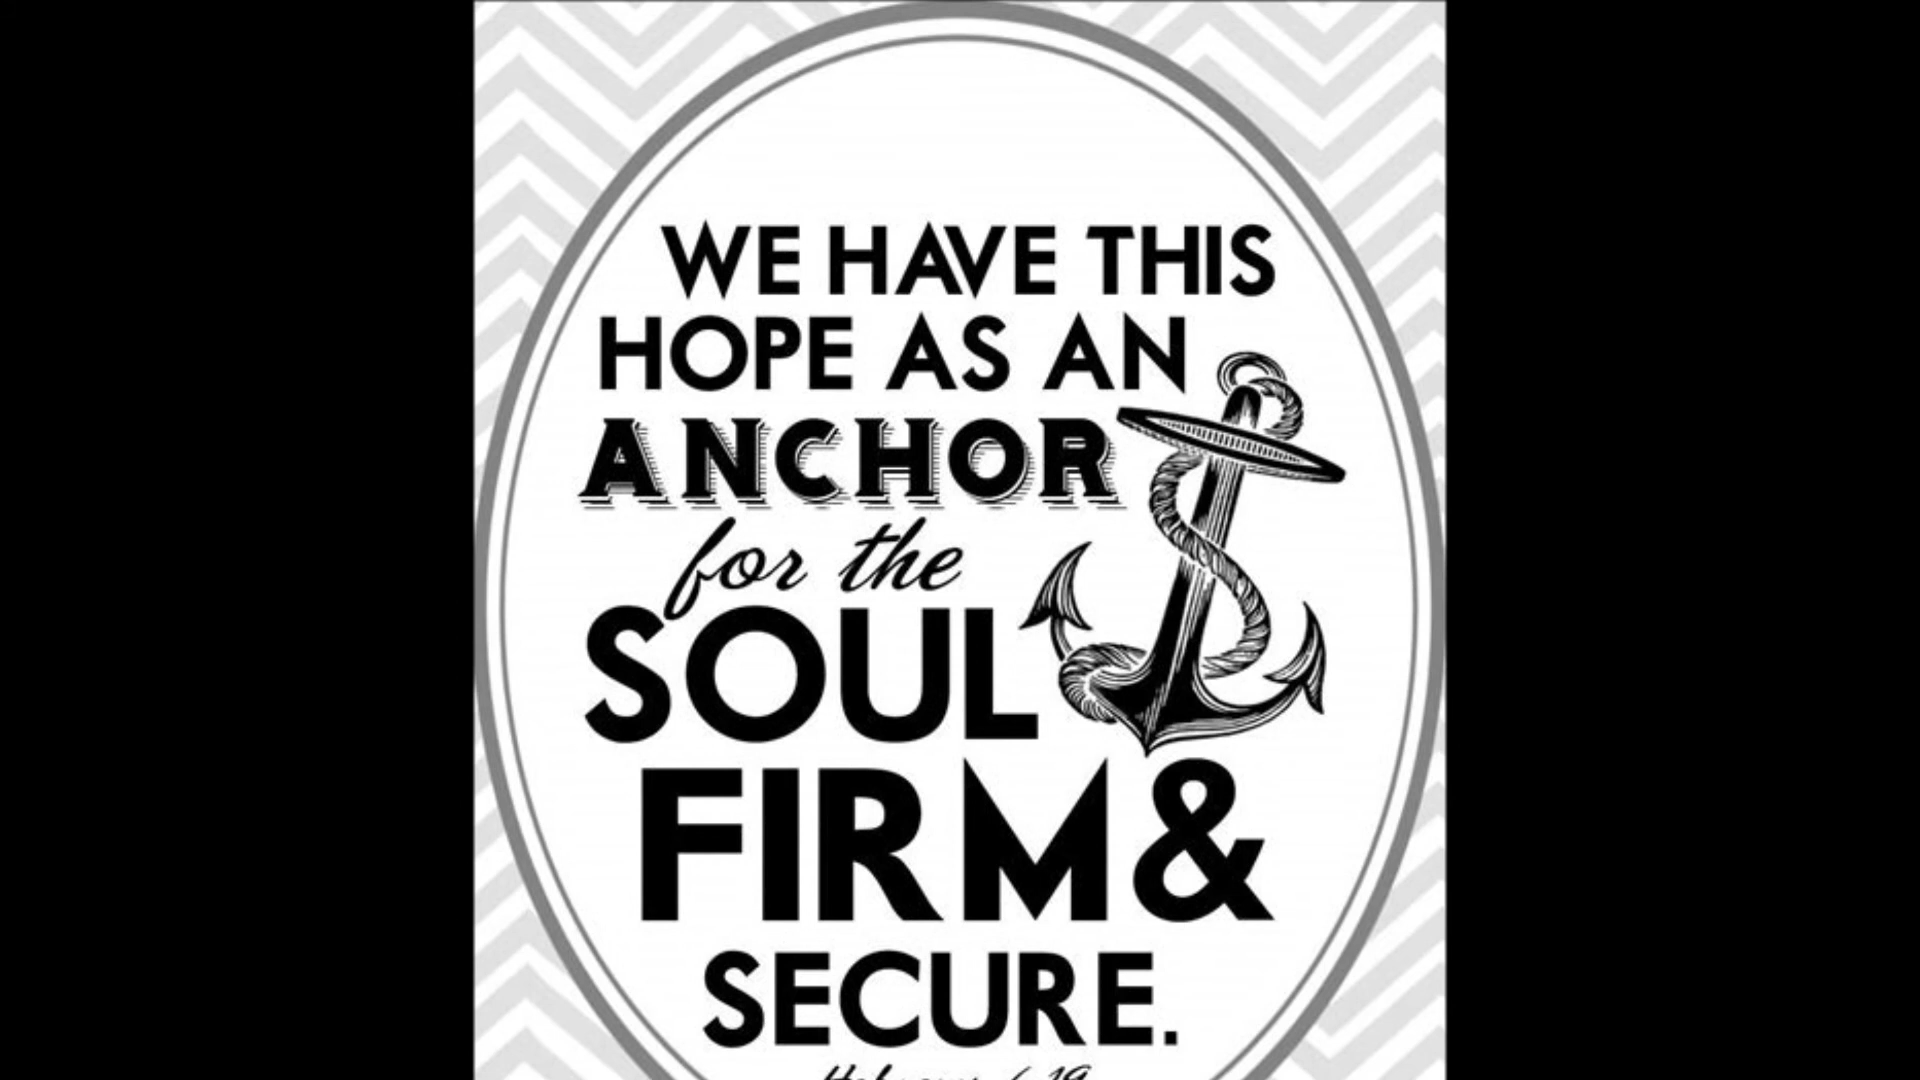 WE HAVE THIS
HOPE AS AN
ANCHOR
for the
SOUL
FIRM &
SECURE.